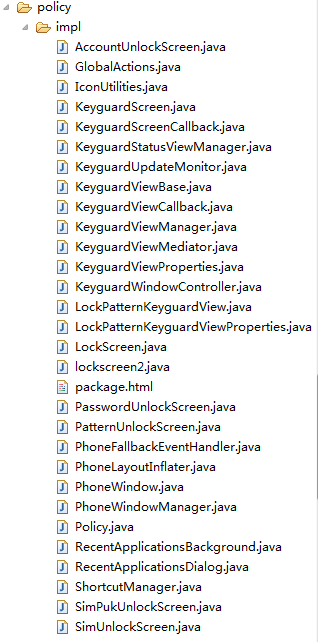 policy
impl
AccountUnlockScreen.java
GlobalActions.java
IconUtilities.java
KeyguardScreen.java
KeyguardScreenCallback.java
KeyguardStatusViewManager.java
KeyguardUpdateMonitor.java
KeyguardViewBase.java
KeyguardViewCallback.java
KeyguardViewManager.java
KeyguardViewMediator.java
KeyguardViewProperties.java
KeyguardWindowController.java
LockPatternKeyguardView.java
LockPatternKeyguardViewProperties.java
LockScreen.java
lockscreen2.java
package.html
PasswordUnlockScreen.java
PatternUnlockScreen.java
PhoneFallbackEventHandler.java
PhoneLayoutInflater.java
PhoneWindow.java
PhoneWindowManager.java
Policy.java
RecentApplicationsBackground.java
RecentApplicationsDialog.java
ShortcutManager.java
SimPukUnlockScreen.java
SimUnlockScreen.java